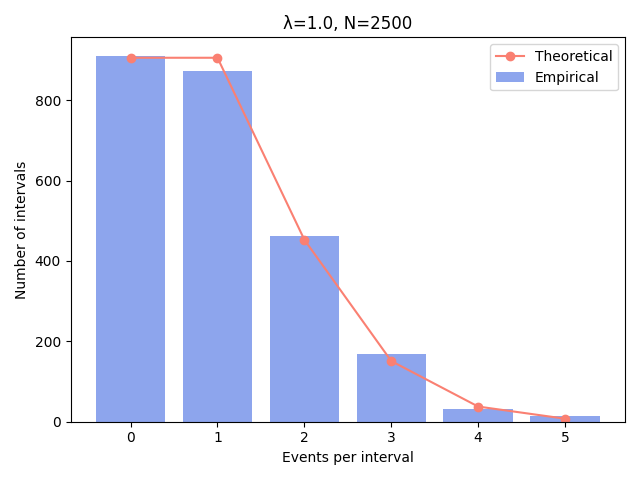 λ=1.0, N=2500
Theoretical
Empirical
Number of intervals
800
600
400
200
0
0 1 2 3 4 5
Events per interval